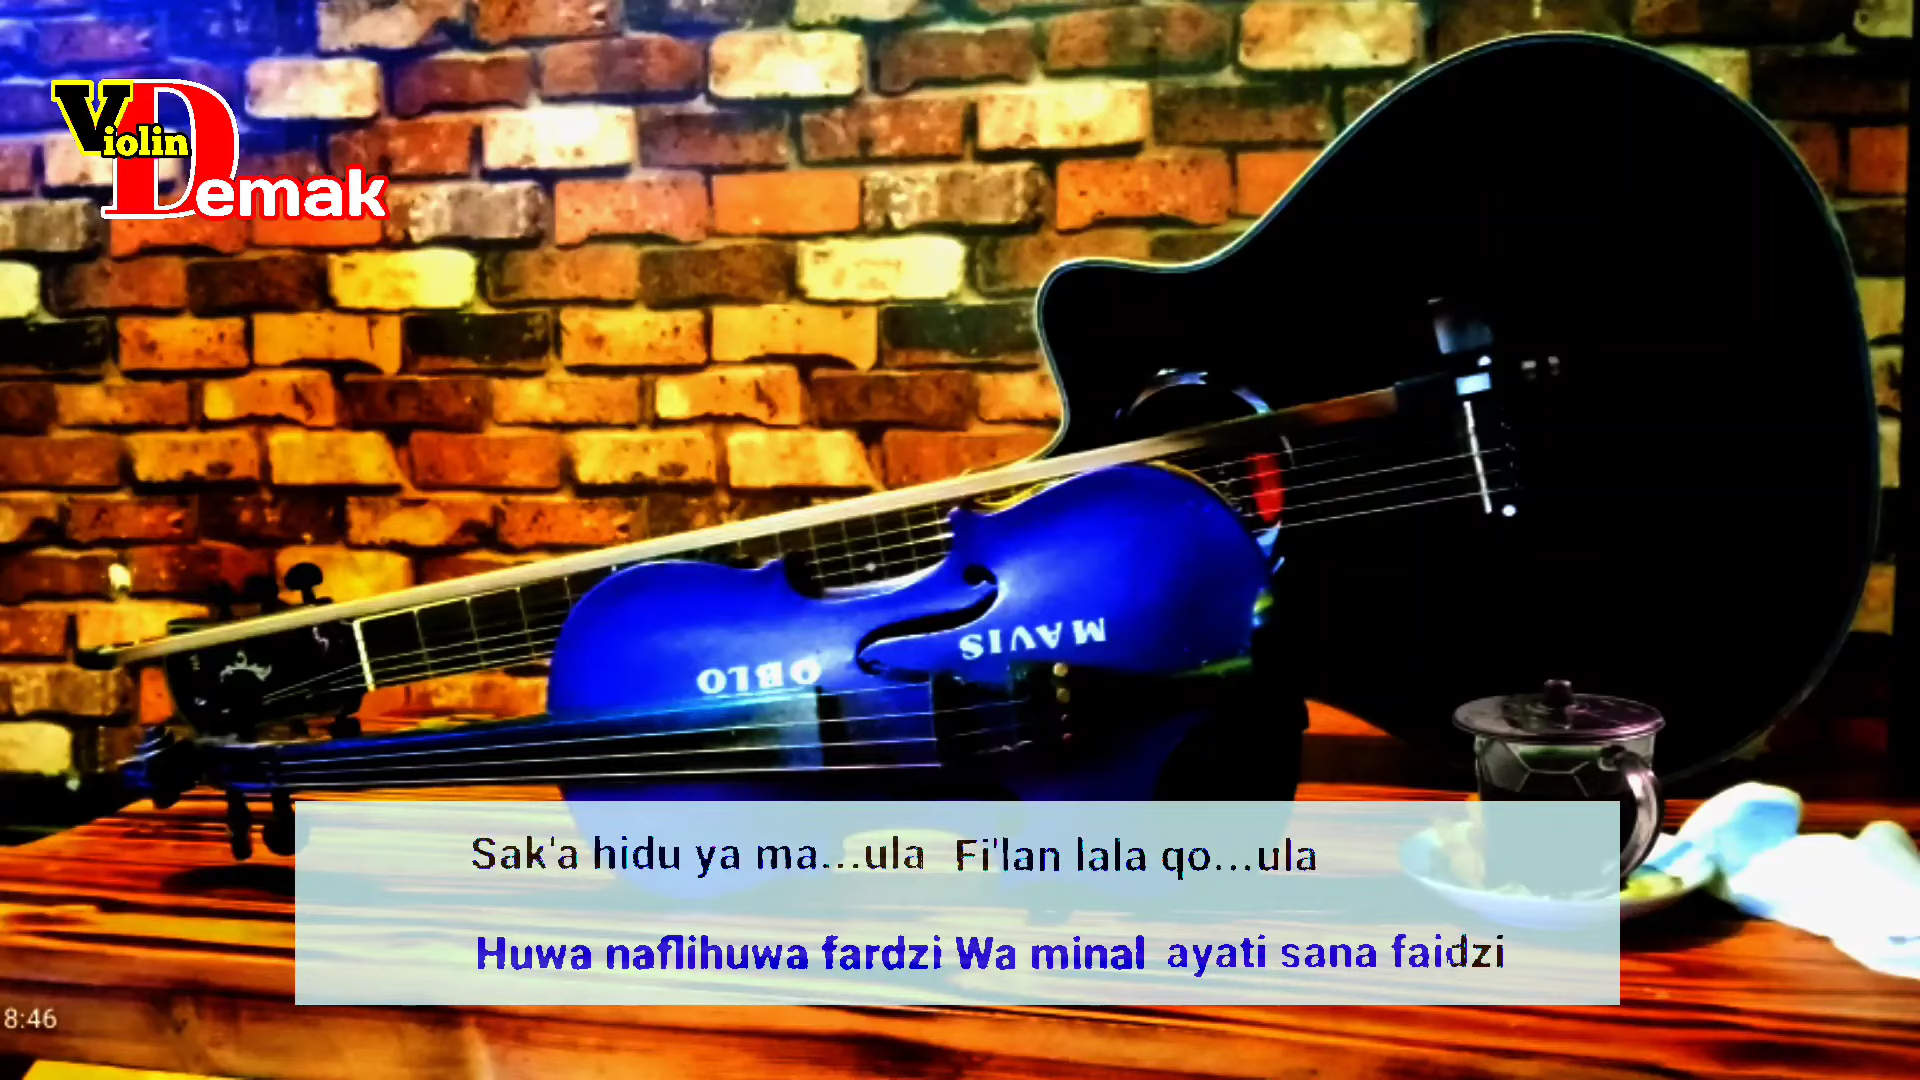 Violin
Demak
MAVIS
OBLO
Sak'a hidu ya ma...ula Fi'lan lala qo...ula
Huwa naflihuwa fardzi Wa minal ayati sana faidzi
8:46